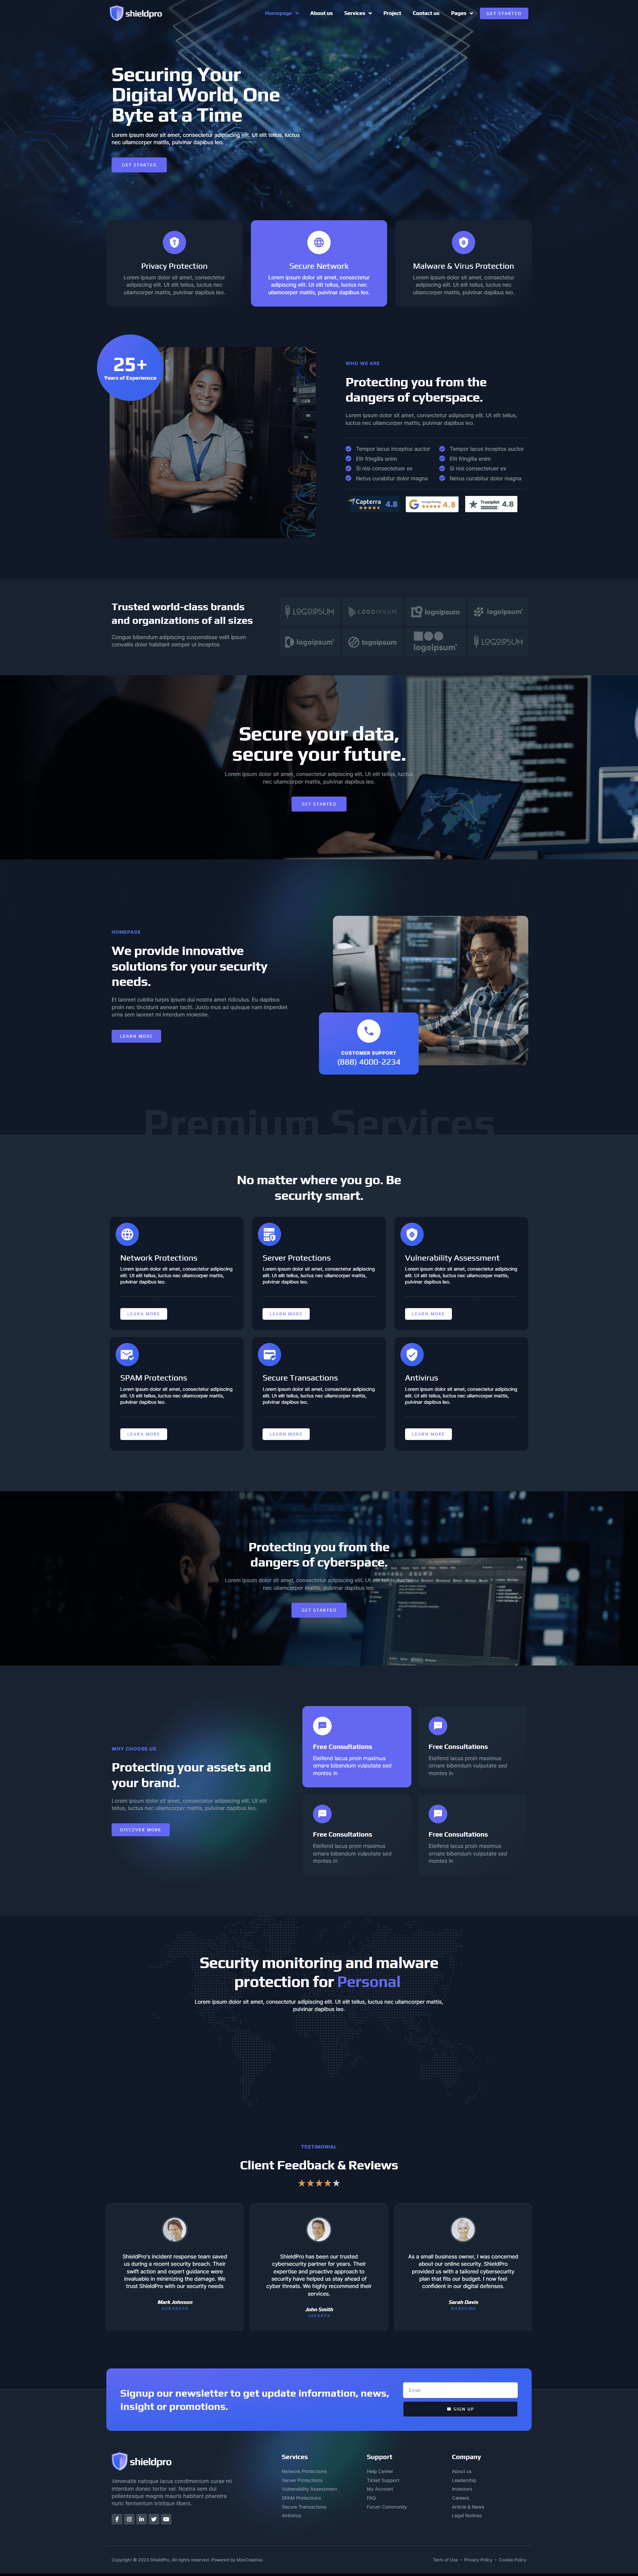 shieldpro
Homepage
About us
Services
Project
Contact us
Pages
GET STARTED
Securing Your
Digital World, One
Byte at a Time
Lorem ipsum dolor sit amet, consectetur adipiscing elit. Ut elit tellus, luctus
nec ullamcorper mattis, pulvinar dapibus leo.
GET STARTED
Privacy Protection
Lorem ipsum dolor sit amet, consectetur
adipiscing elit. Ut elit tellus, luctus nec
ullamcorper mattis, pulvinar dapibus leo.
Secure Network
Lorem ipsum dolor sit amet, consectetur
adipiscing elit. Ut elit tellus, luctus nec
ullamcorper mattis, pulvinar dapibus leo.
Malware & Virus Protection
Lorem ipsum dolor sit amet, consectetur
adipiscing elit. Ut elit tellus, luctus nec
ullamcorper mattis, pulvinar dapibus leo.
25+
Years of Experiencce
WHO WE ARE
Protecting you from the
dangers of cyberspace.
Lorem ipsum dolor sit amet, consectetur adipiscing elit. Ut elit tellus,
luctus nec ullamcorper mattis, pulvinar dapibus leo.
Tempor lacus inceptos auctor
Elit fringilla enim
Si nisl consectetuer ex
Netus curabitur dolor magna
Tempor lacus inceptos auctor
Elit fringilla enim
Si nisl consectetuer ex
Netus curabitur dolor magna
Capterra 4.8
Google Rating 4.8
Trustpilot 4.8
Trusted world-class brands
and organizations of all sizes
Congue bibendum adipiscing suspendisse velit ipsum
convallis dolor habitant semper ut inceptos
LOGOIPSUM
LOGOIPSUM
logoipsum
logoipsum
logoipsum
logoipsum
logoipsum
LOGOIPSUM
Secure your data,
secure your future.
Lorem ipsum dolor sit amet, consectetur adipiscing elit. Ut elit tellus, luctus
nec ullamcorper mattis, pulvinar dapibus leo.
GET STARTED
HOMEPAGE
We provide innovative
solutions for your security
needs.
Et laoreet cubilia turpis ipsum dui nostra amet ridiculus. Eu dapibus
proin nec tincidunt aenean taciti. Justo mus ad quisque nam imperdiet
urna sem laoreet mi interdum molestie.
LEARN MORE
CUSTOMER SUPPORT
(888) 4000-2234
Premium Services
No matter where you go. Be
security smart.
Network Protections
Lorem ipsum dolor sit amet, consectetur adipiscing
elit. Ut elit tellus, luctus nec ullamcorper mattis,
pulvinar dapibus leo.
LEARN MORE
Server Protections
Lorem ipsum dolor sit amet, consectetur adipiscing
elit. Ut elit tellus, luctus nec ullamcorper mattis,
pulvinar dapibus leo.
LEARN MORE
Vulnerability Assessment
Lorem ipsum dolor sit amet, consectetur adipiscing
elit. Ut elit tellus, luctus nec ullamcorper mattis,
pulvinar dapibus leo.
LEARN MORE
SPAM Protections
Lorem ipsum dolor sit amet, consectetur adipiscing
elit. Ut elit tellus, luctus nec ullamcorper mattis,
pulvinar dapibus leo.
LEARN MORE
Secure Transactions
Lorem ipsum dolor sit amet, consectetur adipiscing
elit. Ut elit tellus, luctus nec ullamcorper mattis,
pulvinar dapibus leo.
LEARN MORE
Antivirus
Lorem ipsum dolor sit amet, consectetur adipiscing
elit. Ut elit tellus, luctus nec ullamcorper mattis,
pulvinar dapibus leo.
LEARN MORE
Protecting you from the
dangers of cyberspace.
Lorem ipsum dolor sit amet, consectetur adipiscing elit. Ut elit tellus, luctus
nec ullamcorper mattis, pulvinar dapibus leo.
GET STARTED
WHY CHOOSE US
Protecting your assets and
your brand.
Lorem ipsum dolor sit amet, consectetur adipiscing elit. Ut elit
tellus, luctus nec ullamcorper mattis, pulvinar dapibus leo.
DISCOVER MORE
Free Consultations
Eleifend lacus proin maximus
ornare bibendum vulputate sed
montes in
Free Consultations
Eleifend lacus proin maximus
ornare bibendum vulputate sed
montes in
Free Consultations
Eleifend lacus proin maximus
ornare bibendum vulputate sed
montes in
Free Consultations
Eleifend lacus proin maximus
ornare bibendum vulputate sed
montes in
Security monitoring and malware
protection for Personal
Lorem ipsum dolor sit amet, consectetur adipiscing elit. Ut elit tellus, luctus nec ullamcorper mattis,
pulvinar dapibus leo.
TESTIMONIAL
Client Feedback & Reviews
ShieldPro's incident response team saved
us during a recent security breach. Their
swift action and expert guidance were
invaluable in minimizing the damage. We
trust ShieldPro with our security needs
Mark Johnson
SURABAYA
ShieldPro has been our trusted
cybersecurity partner for years. Their
expertise and proactive approach to
security have helped us stay ahead of
cyber threats. We highly recommend their
services.
John Smith
JAKARTA
As a small business owner, I was concerned
about our online security. ShieldPro
provided us with a tailored cybersecurity
plan that fits our budget. I now feel
confident in our digital defenses.
Sarah Davis
BANDUNG
Signup our newsletter to get update information, news,
insight or promotions.
Email
SIGN UP
shieldpro
Venenatis natoque lacus condimentum curae mi
interdum donec tortor vel. Nostra sem dui
pellentesque magnis mauris habitant pharetra
nunc fermentum tristique libero.
Services
Network Protections
Server Protections
Vulnerability Assessment
SPAM Protections
Secure Transactions
Antivirus
Support
Help Center
Ticket Support
My Account
FAQ
Forum Community
Company
About us
Leadership
Investors
Careers
Article & News
Legal Notices
Copyright © 2023 ShieldPro, All rights reserved. Powered by MoxCreative.
Term of Use - Privacy Policy - Cookie Policy